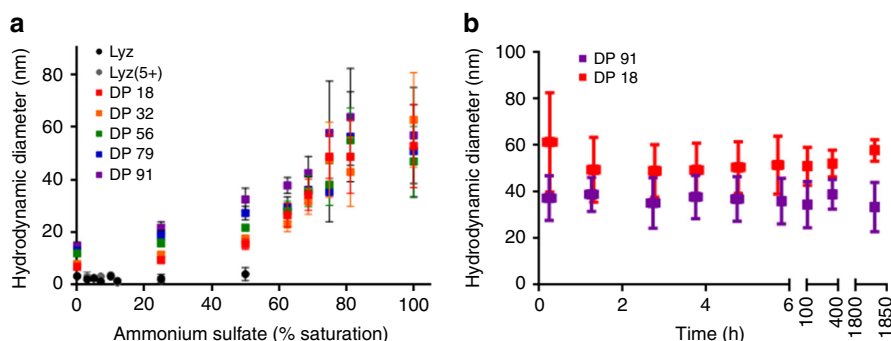 a
Hydrodynamic diameter (nm)
80
60
40
20
0
Lyz
Lyz(5+)
DP 18
DP 32
DP 56
DP 79
DP 91
0 20 40 60 80 100
Ammonium sulfate (% saturation)
b
Hydrodynamic diameter (nm)
100
80
60
40
20
0
DP 91
DP 18
0 2 4 6 100 400 1800 1850
Time (h)